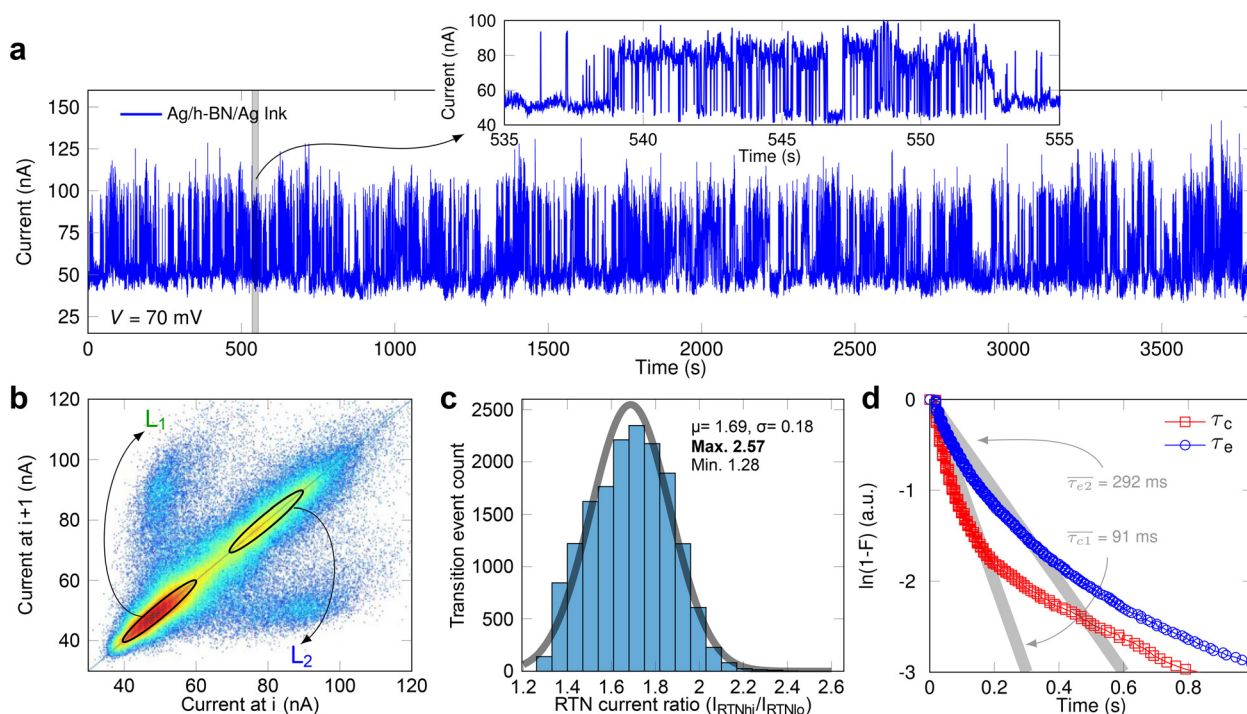 a
Current (nA)
150
125
100
75
50
25
Ag/h-BN/Ag Ink
V = 70 mV
0 500 1000 1500 2000 2500 3000 3500
Time (s)
Current (nA)
100
80
60
40
535 540 545 550 555
Time (s)
b
Current at i+1 (nA)
120
100
80
60
40
L1
L2
40 60 80 100 120
Current at i (nA)
c
Transition event count
2500
2000
1500
1000
500
0
μ= 1.69, σ= 0.18
Max. 2.57
Min. 1.28
1.2 1.4 1.6 1.8 2.0 2.2 2.4 2.6
RTN current ratio (IRTNhi/IRTNlo)
d
ln(1-F) (a.u.)
0
-1
-2
-3
τc
τe
τe2 = 292 ms
τc1 = 91 ms
0 0.2 0.4 0.6 0.8
Time (s)